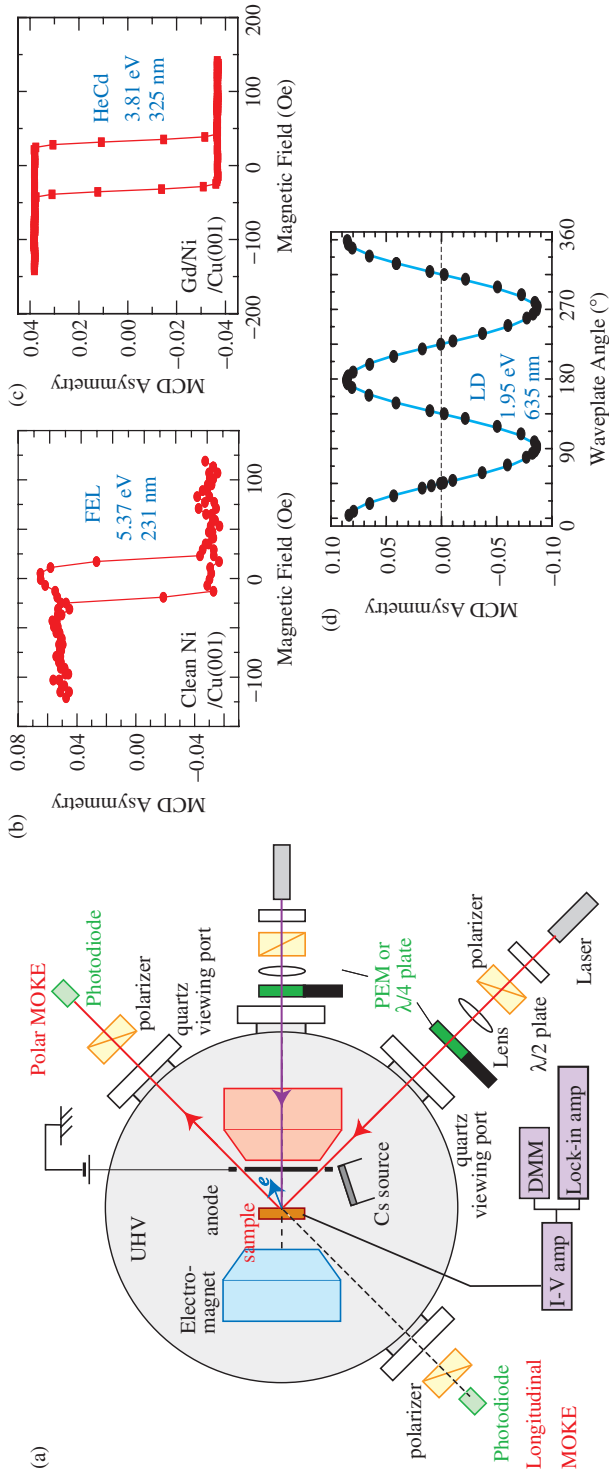 (a)
UHV
Electro-
magnet
anode
sample
e
Cs source
Polar MOKE
Photodiode
polarizer
quartz
viewing port
PEM or
λ/4 plate
polarizer
Lens
λ/2 plate
Laser
quartz
viewing port
DMM
Lock-in amp
I-V amp
polarizer
Photodiode
Longitudinal
MOKE
(b)
MCD Asymmetry
0.08
0.04
0.00
−0.04
FEL
5.37 eV
231 nm
Clean Ni
/Cu(001)
−100
0
100
Magnetic Field (Oe)
(c)
MCD Asymmetry
0.04
0.02
0.00
−0.02
−0.04
HeCd
3.81 eV
325 nm
Gd/Ni
/Cu(001)
−200
−100
0
100
200
Magnetic Field (Oe)
(d)
MCD Asymmetry
0.10
0.05
0.00
−0.05
−0.10
LD
1.95 eV
635 nm
0
90
180
270
360
Waveplate Angle (°)